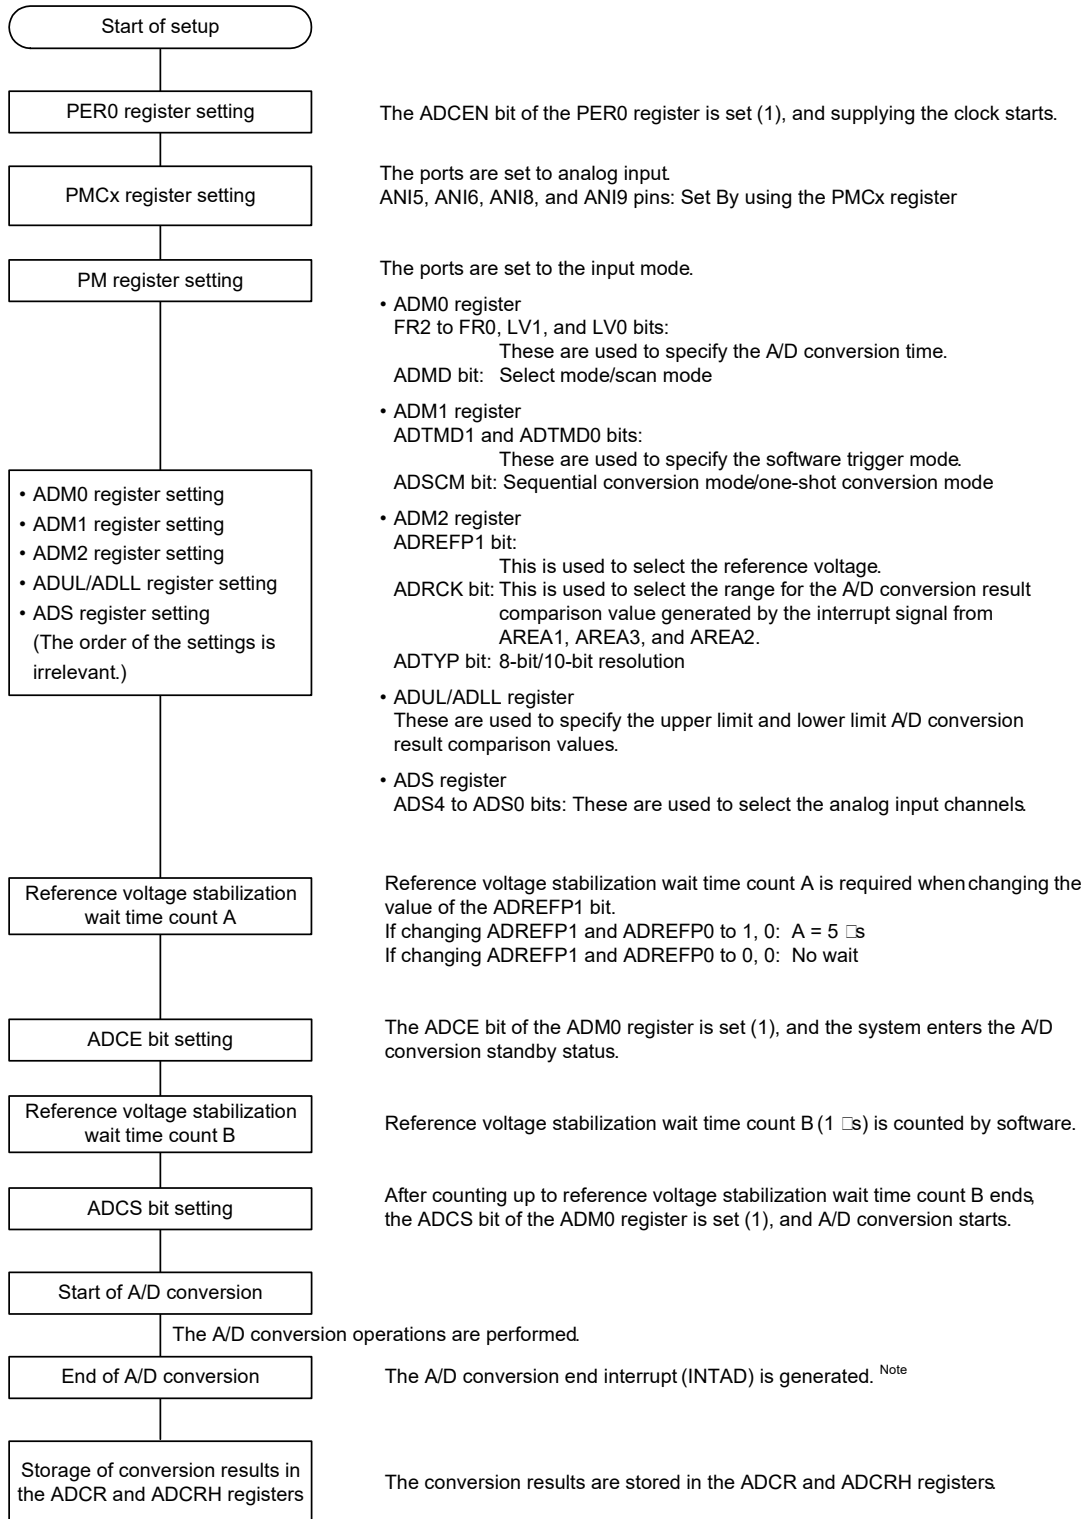 Start of setup
PER0 register setting
The ADCEN bit of the PER0 register is set (1), and supplying the clock starts.
PMCx register setting
The ports are set to analog input.
ANI5, ANI6, ANI8, and ANI9 pins: Set By using the PMCx register
PM register setting
The ports are set to the input mode.
• ADM0 register
FR2 to FR0, LV1, and LV0 bits:
These are used to specify the A/D conversion time.
ADMD bit: Select mode/scan mode
• ADM1 register
ADTMD1 and ADTMD0 bits:
These are used to specify the software trigger mode.
ADSCM bit: Sequential conversion mode/one-shot conversion mode
• ADM2 register
ADREFP1 bit:
This is used to select the reference voltage.
ADRCK bit: This is used to select the range for the A/D conversion result
comparison value generated by the interrupt signal from
AREA1, AREA3, and AREA2.
ADTYP bit: 8-bit/10-bit resolution
• ADUL/ADLL register
These are used to specify the upper limit and lower limit A/D conversion
result comparison values.
• ADS register
ADS4 to ADS0 bits: These are used to select the analog input channels.
• ADM0 register setting
• ADM1 register setting
• ADM2 register setting
• ADUL/ADLL register setting
• ADS register setting
(The order of the settings is
irrelevant.)
Reference voltage stabilization
wait time count A
Reference voltage stabilization wait time count A is required when changing the
value of the ADREFP1 bit.
If changing ADREFP1 and ADREFP0 to 1, 0: A = 5 □s
If changing ADREFP1 and ADREFP0 to 0, 0: No wait
ADCE bit setting
The ADCE bit of the ADM0 register is set (1), and the system enters the A/D
conversion standby status.
Reference voltage stabilization
wait time count B
Reference voltage stabilization wait time count B (1 □s) is counted by software.
ADCS bit setting
After counting up to reference voltage stabilization wait time count B ends,
the ADCS bit of the ADM0 register is set (1), and A/D conversion starts.
Start of A/D conversion
The A/D conversion operations are performed.
End of A/D conversion
The A/D conversion end interrupt (INTAD) is generated. Note
Storage of conversion results in
the ADCR and ADCRH registers
The conversion results are stored in the ADCR and ADCRH registers.